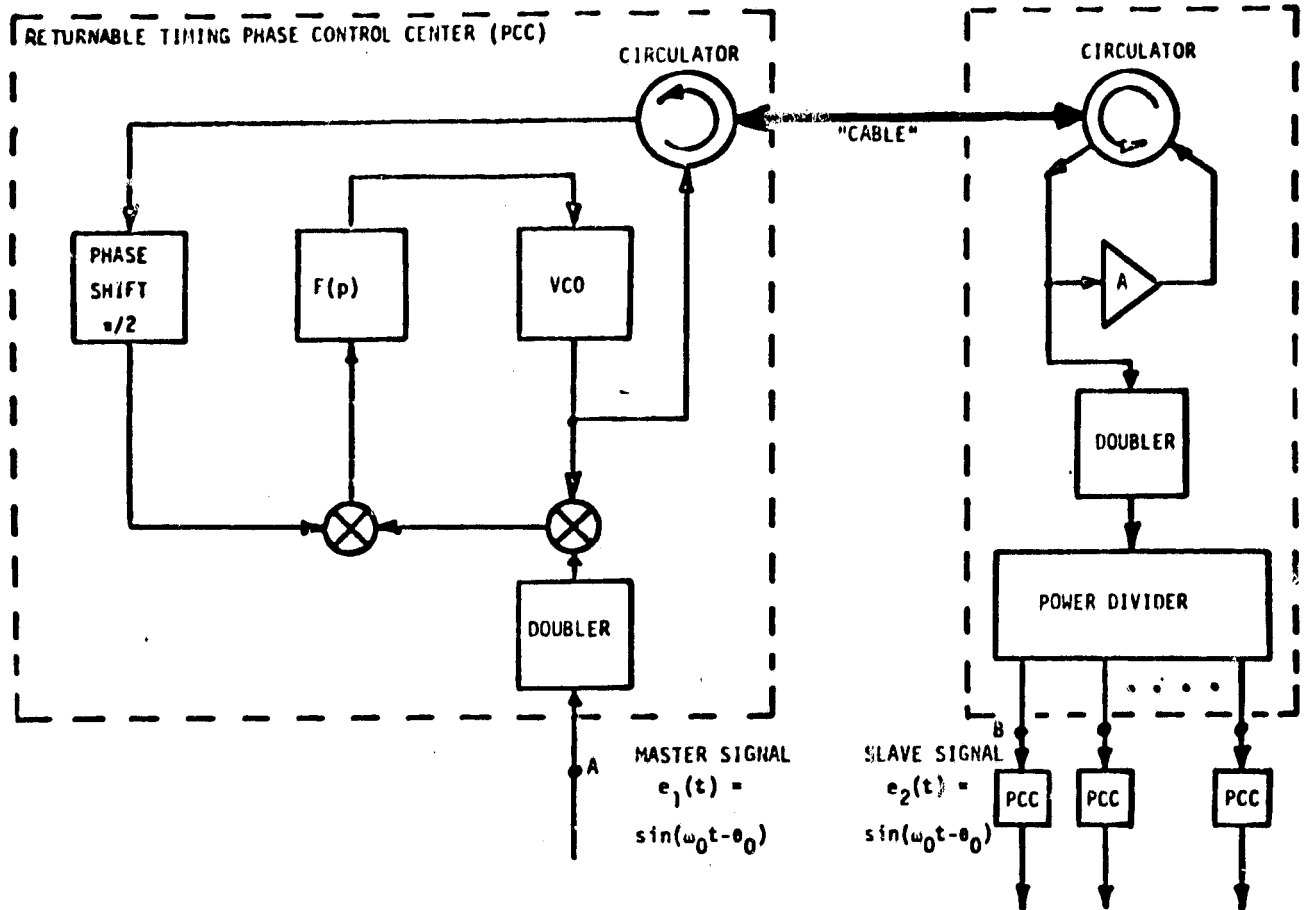 RETURNABLE TIMING PHASE CONTROL CENTER (PCC)
CIRCULATOR
CIRCULATOR
"CABLE"
PHASE
SHIFT
π/2
F(p)
VCO
A
DOUBLER
DOUBLER
POWER DIVIDER
. . . .
B
A
MASTER SIGNAL
e₁(t) =
sin(ω₀t-θ₀)
SLAVE SIGNAL
e₂(t) =
sin(ω₀t-θ₀)
PCC
PCC
PCC